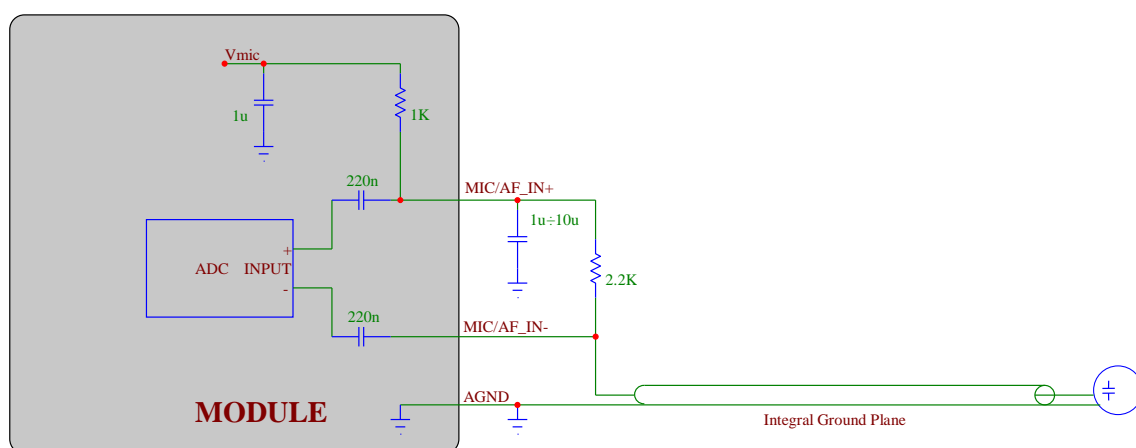 Vmic
1u
1K
220n
MIC/AF_IN+
1u÷10u
+
ADC INPUT
-
2.2K
220n
MIC/AF_IN-
AGND
MODULE
Integral Ground Plane